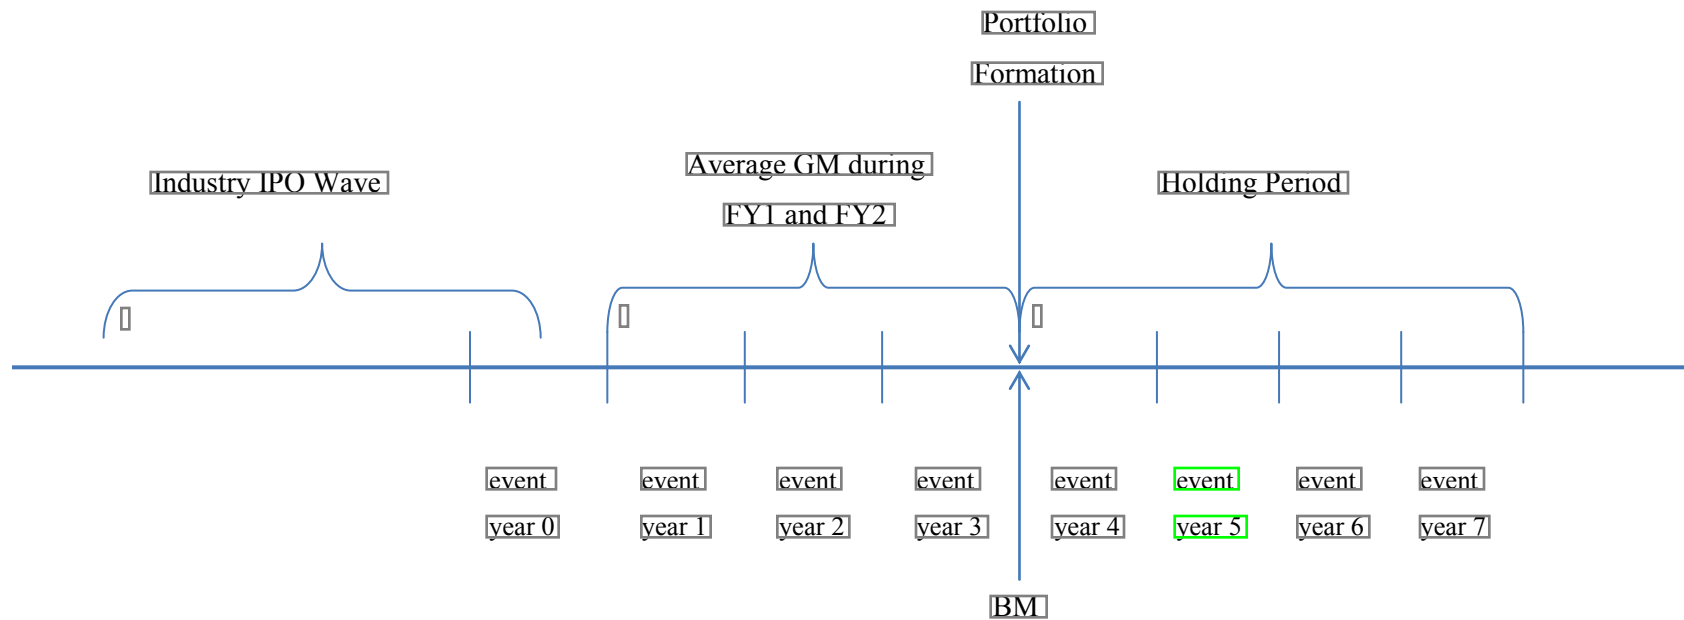 Portfolio
Formation
Industry IPO Wave
Average GM during
FY1 and FY2
Holding Period
event
year 0
event
year 1
event
year 2
event
year 3
event
year 4
event
year 5
event
year 6
event
year 7
BM